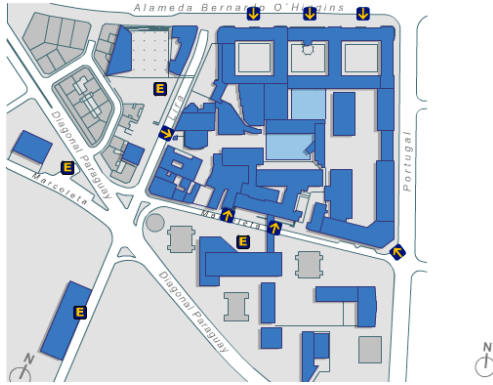 Alameda Bernardo O'Higgins
E
Lira
Diagonal Paraguay
Portugal
E
Marcoleta
Marcoleta
E
Diagonal Paraguay
E
N
N